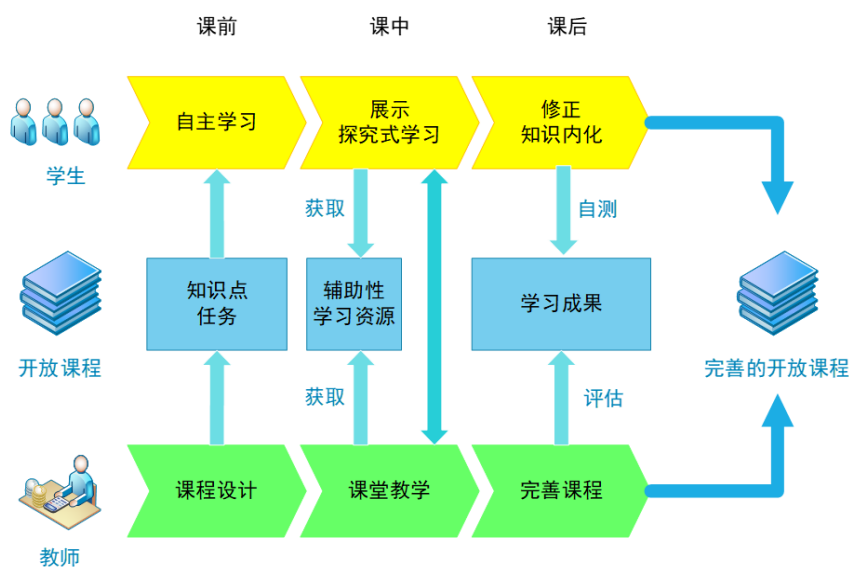 课前
课中
课后
自主学习
展示
探究式学习
修正
知识内化
学生
获取
自测
知识点
任务
辅助性
学习资源
学习成果
开放课程
完善的开放课程
获取
评估
课程设计
课堂教学
完善课程
教师